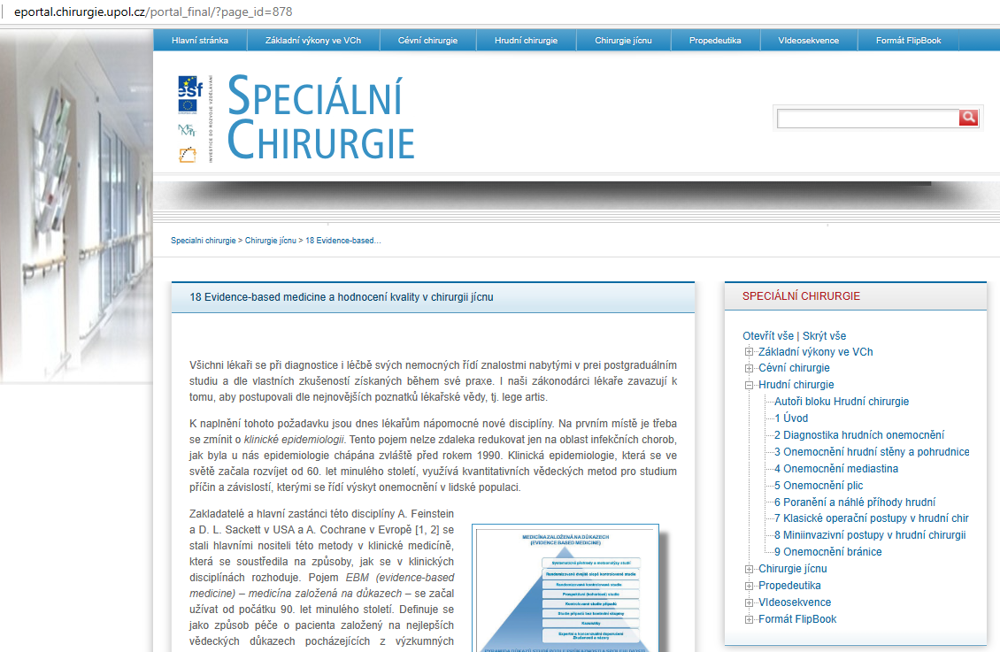 eportal.chirurgie.upol.cz/portal_final/?page_id=878
Hlavní stránka
Základní výkony ve VCh
Cévní chirurgie
Hrudní chirurgie
Chirurgie jícnu
Propedeutika
VIdeosekvence
Formát FlipBook
esf
INVESTICE DO ROZVOJE VZDĚLÁVÁNÍ
SPECIÁLNÍ
CHIRURGIE
Specialni chirurgie > Chirurgie jícnu > 18 Evidence-based...
18 Evidence-based medicine a hodnocení kvality v chirurgii jícnu
Všichni lékaři se při diagnostice i léčbě svých nemocných řídí znalostmi nabytými v prei postgraduálním
studiu a dle vlastních zkušeností získaných během své praxe. I naši zákonodárci lékaře zavazují k
tomu, aby postupovali dle nejnovějších poznatků lékařské vědy, tj. lege artis.
K naplnění tohoto požadavku jsou dnes lékařům nápomocné nové disciplíny. Na prvním místě je třeba
se zmínit o klinické epidemiologii. Tento pojem nelze zdaleka redukovat jen na oblast infekčních chorob,
jak byla u nás epidemiologie chápána zvláště před rokem 1990. Klinická epidemiologie, která se ve
světě začala rozvíjet od 60. let minulého století, využívá kvantitativních vědeckých metod pro studium
příčin a závislostí, kterými se řídí výskyt onemocnění v lidské populaci.
Zakladatelé a hlavní zastánci této disciplíny A. Feinstein
a D. L. Sackett v USA a A. Cochrane v Evropě [1, 2] se
stali hlavními nositeli této metody v klinické medicíně,
která se soustředila na způsoby, jak se v klinických
disciplínách rozhoduje. Pojem EBM (evidence-based
medicine) – medicína založená na důkazech – se začal
užívat od počátku 90. let minulého století. Definuje se
jako způsob péče o pacienta založený na nejlepších
vědeckých důkazech pocházejících z výzkumných
MEDICÍNA ZALOŽENÁ NA DŮKAZECH
(EVIDENCE BASED MEDICINE)
Systematické přehledy a metaanalýzy studií
Randomizované dvojitě slepé kontrolované studie
Randomizované kontrolované studie
Prospektivní (kohortové) studie
Kontrolované studie případů
Studie případů bez kontrolní skupiny
Kazuistiky
SPECIÁLNÍ CHIRURGIE
Otevřít vše | Skrýt vše
Základní výkony ve VCh
Cévní chirurgie
Hrudní chirurgie
Autoři bloku Hrudní chirurgie
1 Úvod
2 Diagnostika hrudních onemocnění
3 Onemocnění hrudní stěny a pohrudnice
4 Onemocnění mediastina
5 Onemocnění plic
6 Poranění a náhlé příhody hrudní
7 Klasické operační postupy v hrudní chir
8 Miniinvazivní postupy v hrudní chirurgii
9 Onemocnění bránice
Chirurgie jícnu
Propedeutika
VIdeosekvence
Formát FlipBook